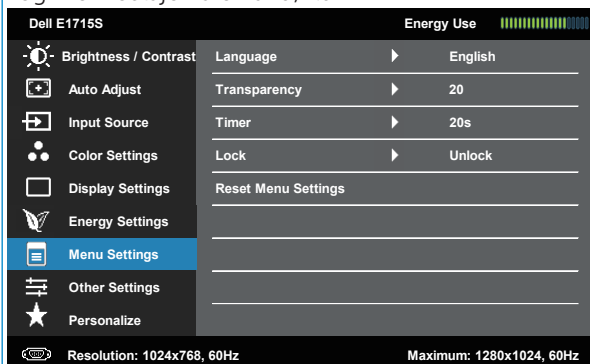 Dell E1715S Energy Use
Brightness / Contrast Language English
Auto Adjust Transparency 20
Input Source Timer 20s
Color Settings Lock Unlock
Display Settings Reset Menu Settings
Energy Settings
Menu Settings
Other Settings
Personalize
Resolution: 1024x768, 60Hz Maximum: 1280x1024, 60Hz